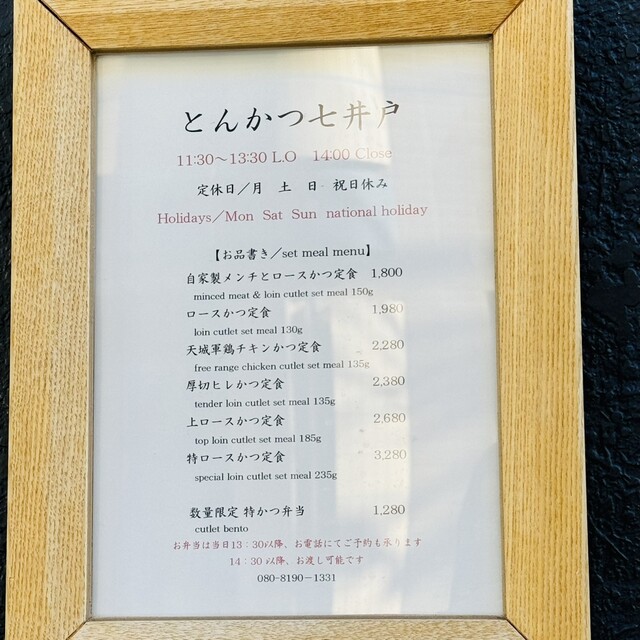 とんかつ七井戸
11:30～13:30 L.O 14:00 Close
定休日／月 土 日 祝日休み
Holidays／Mon Sat Sun national holiday
【お品書き／set meal menu】
自家製メンチとロースかつ定食 1,800
minced meat & loin cutlet set meal 150g
ロースかつ定食 1,980
loin cutlet set meal 130g
天城軍鶏チキンかつ定食 2,280
free range chicken cutlet set meal 135g
厚切ヒレかつ定食 2,380
tender loin cutlet set meal 135g
上ロースかつ定食 2,680
top loin cutlet set meal 185g
特ロースかつ定食 3,280
special loin cutlet set meal 235g
数量限定 特かつ弁当 1,280
cutlet bento
お弁当は当日13：30以降、お電話にてご予約も承ります
14：30 以降、お渡し可能です
080-8190-1331